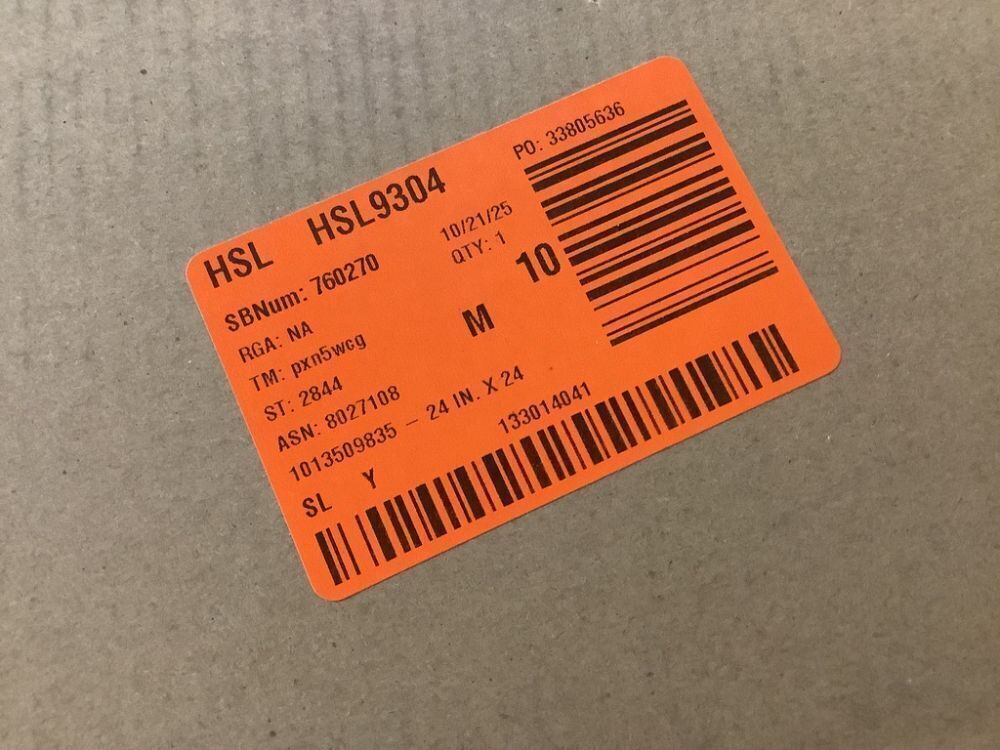 HSL HSL9304
PO: 33805636
SBNum: 760270
10/21/25
RGA: NA
QTY: 1
10
TM: pxn5wcg
M
ST: 2844
ASN: 8027108
1013509835 – 24 IN. X 24
SL Y
133014041